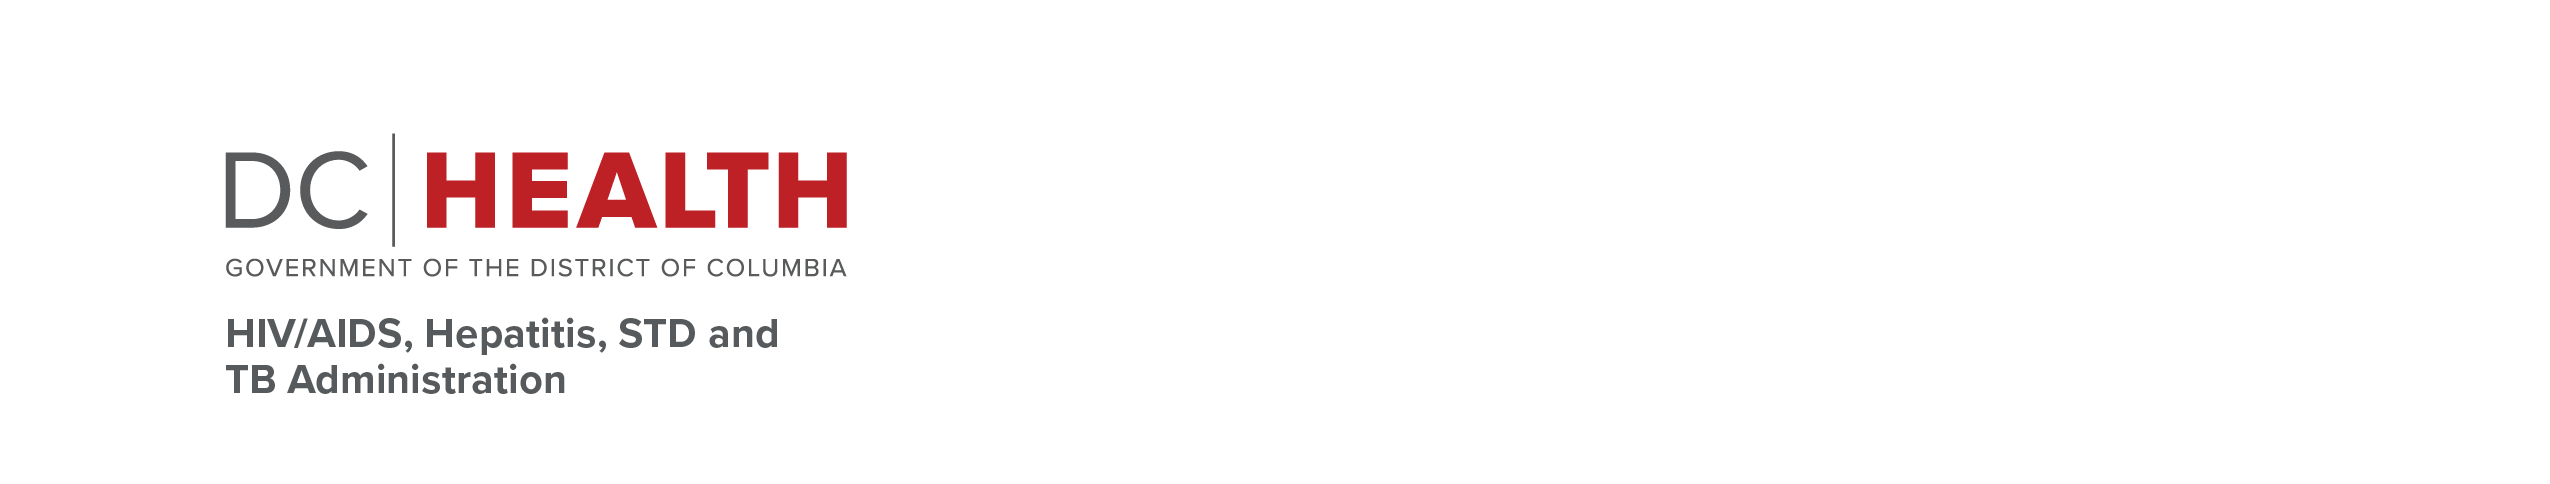 DC HEALTH
GOVERNMENT OF THE DISTRICT OF COLUMBIA
HIV/AIDS, Hepatitis, STD and
TB Administration